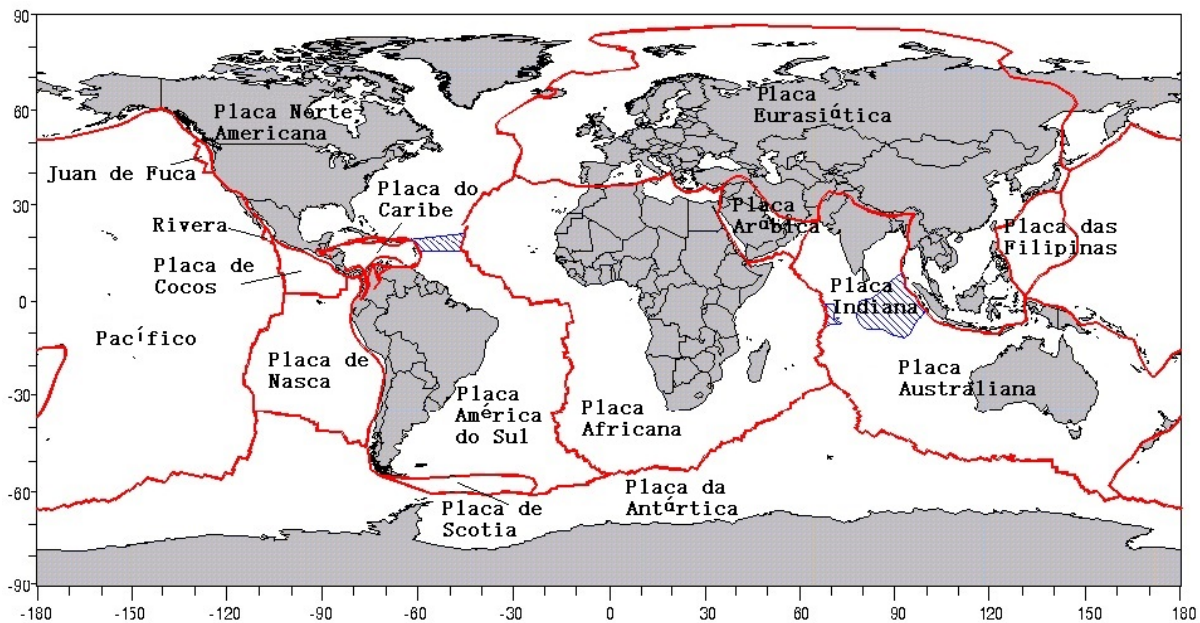 90
60
30
0
-30
-60
-90
Placa Norte
Americana
Juan de Fuca
Placa do
Caribe
Rivera
Placa de
Cocos
Pacífico
Placa de
Nasca
Placa
América
do Sul
Placa de
Scotia
Placa
Africana
Placa da
Antártica
Placa
Eurasiática
Placa
Arábica
Placa
Indiana
Placa das
Filipinas
Placa
Australiana
-180 -150 -120 -90 -60 -30 0 30 60 90 120 150 180